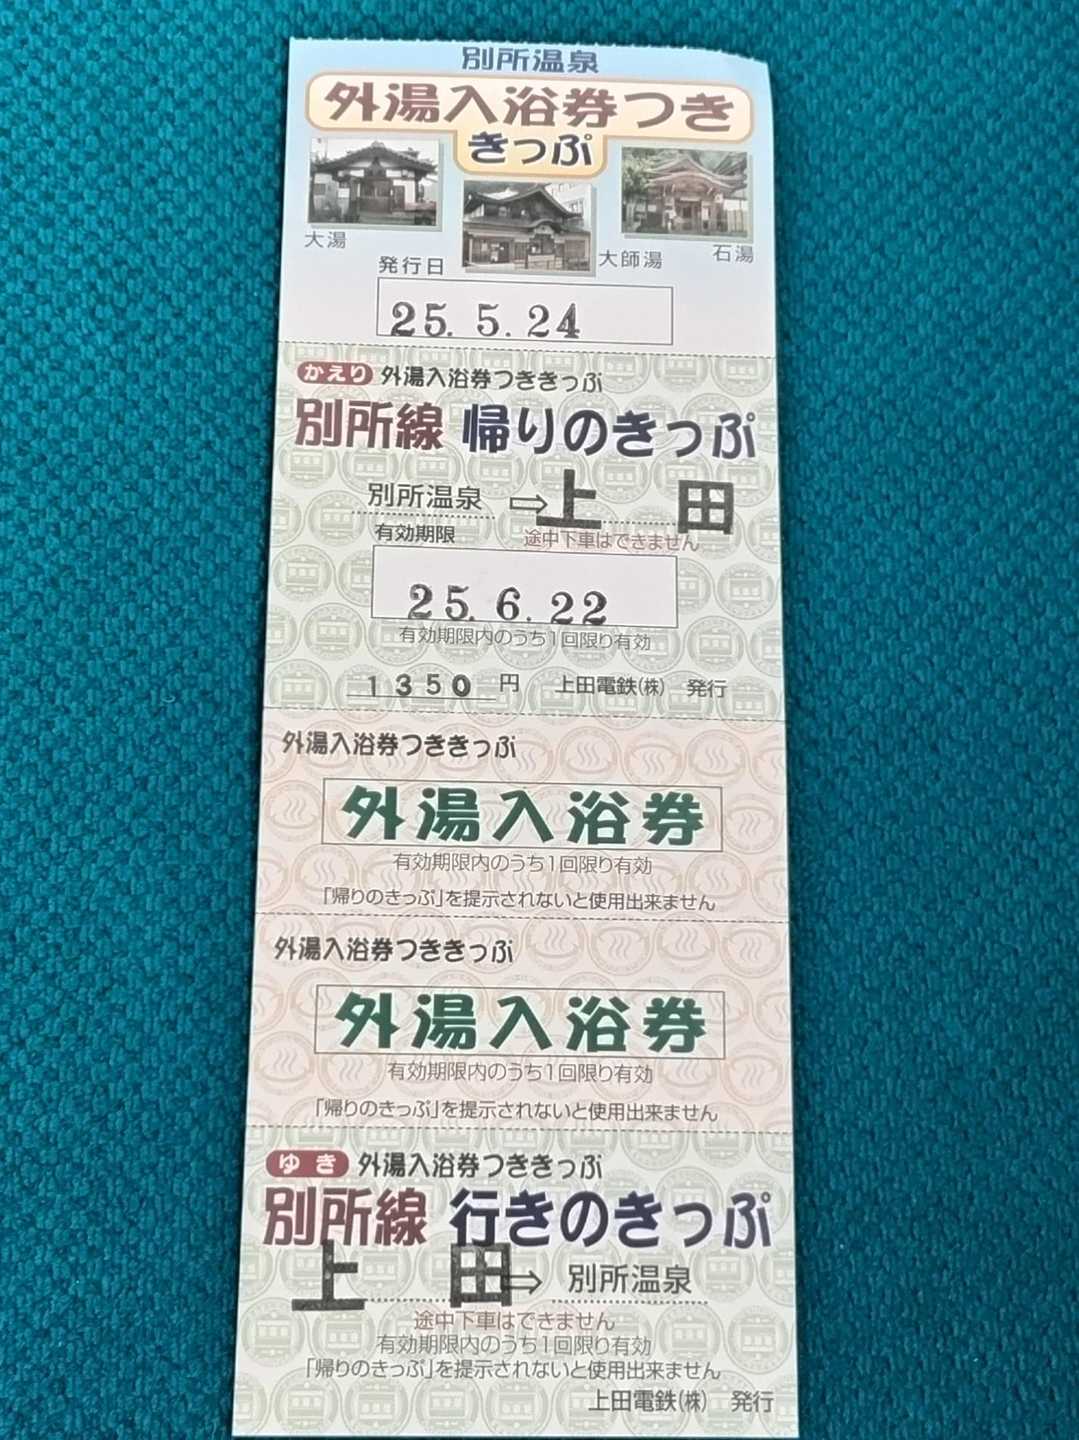 別所温泉
外湯入浴券つき
きっぷ
大湯
大師湯
石湯
発行日
25.5.24
かえり 外湯入浴券つききっぷ
別所線 帰りのきっぷ
別所温泉 ⇨ 上田
有効期限 途中下車はできません
25.6.22
有効期限内のうち1回限り有効
1350円 上田電鉄(株) 発行
外湯入浴券つききっぷ
外湯入浴券
有効期限内のうち1回限り有効
「帰りのきっぷ」を提示されないと使用出来ません
外湯入浴券つききっぷ
外湯入浴券
有効期限内のうち1回限り有効
「帰りのきっぷ」を提示されないと使用出来ません
ゆき 外湯入浴券つききっぷ
別所線 行きのきっぷ
上田 ⇨ 別所温泉
途中下車はできません
有効期限内のうち1回限り有効
「帰りのきっぷ」を提示されないと使用出来ません
上田電鉄(株) 発行